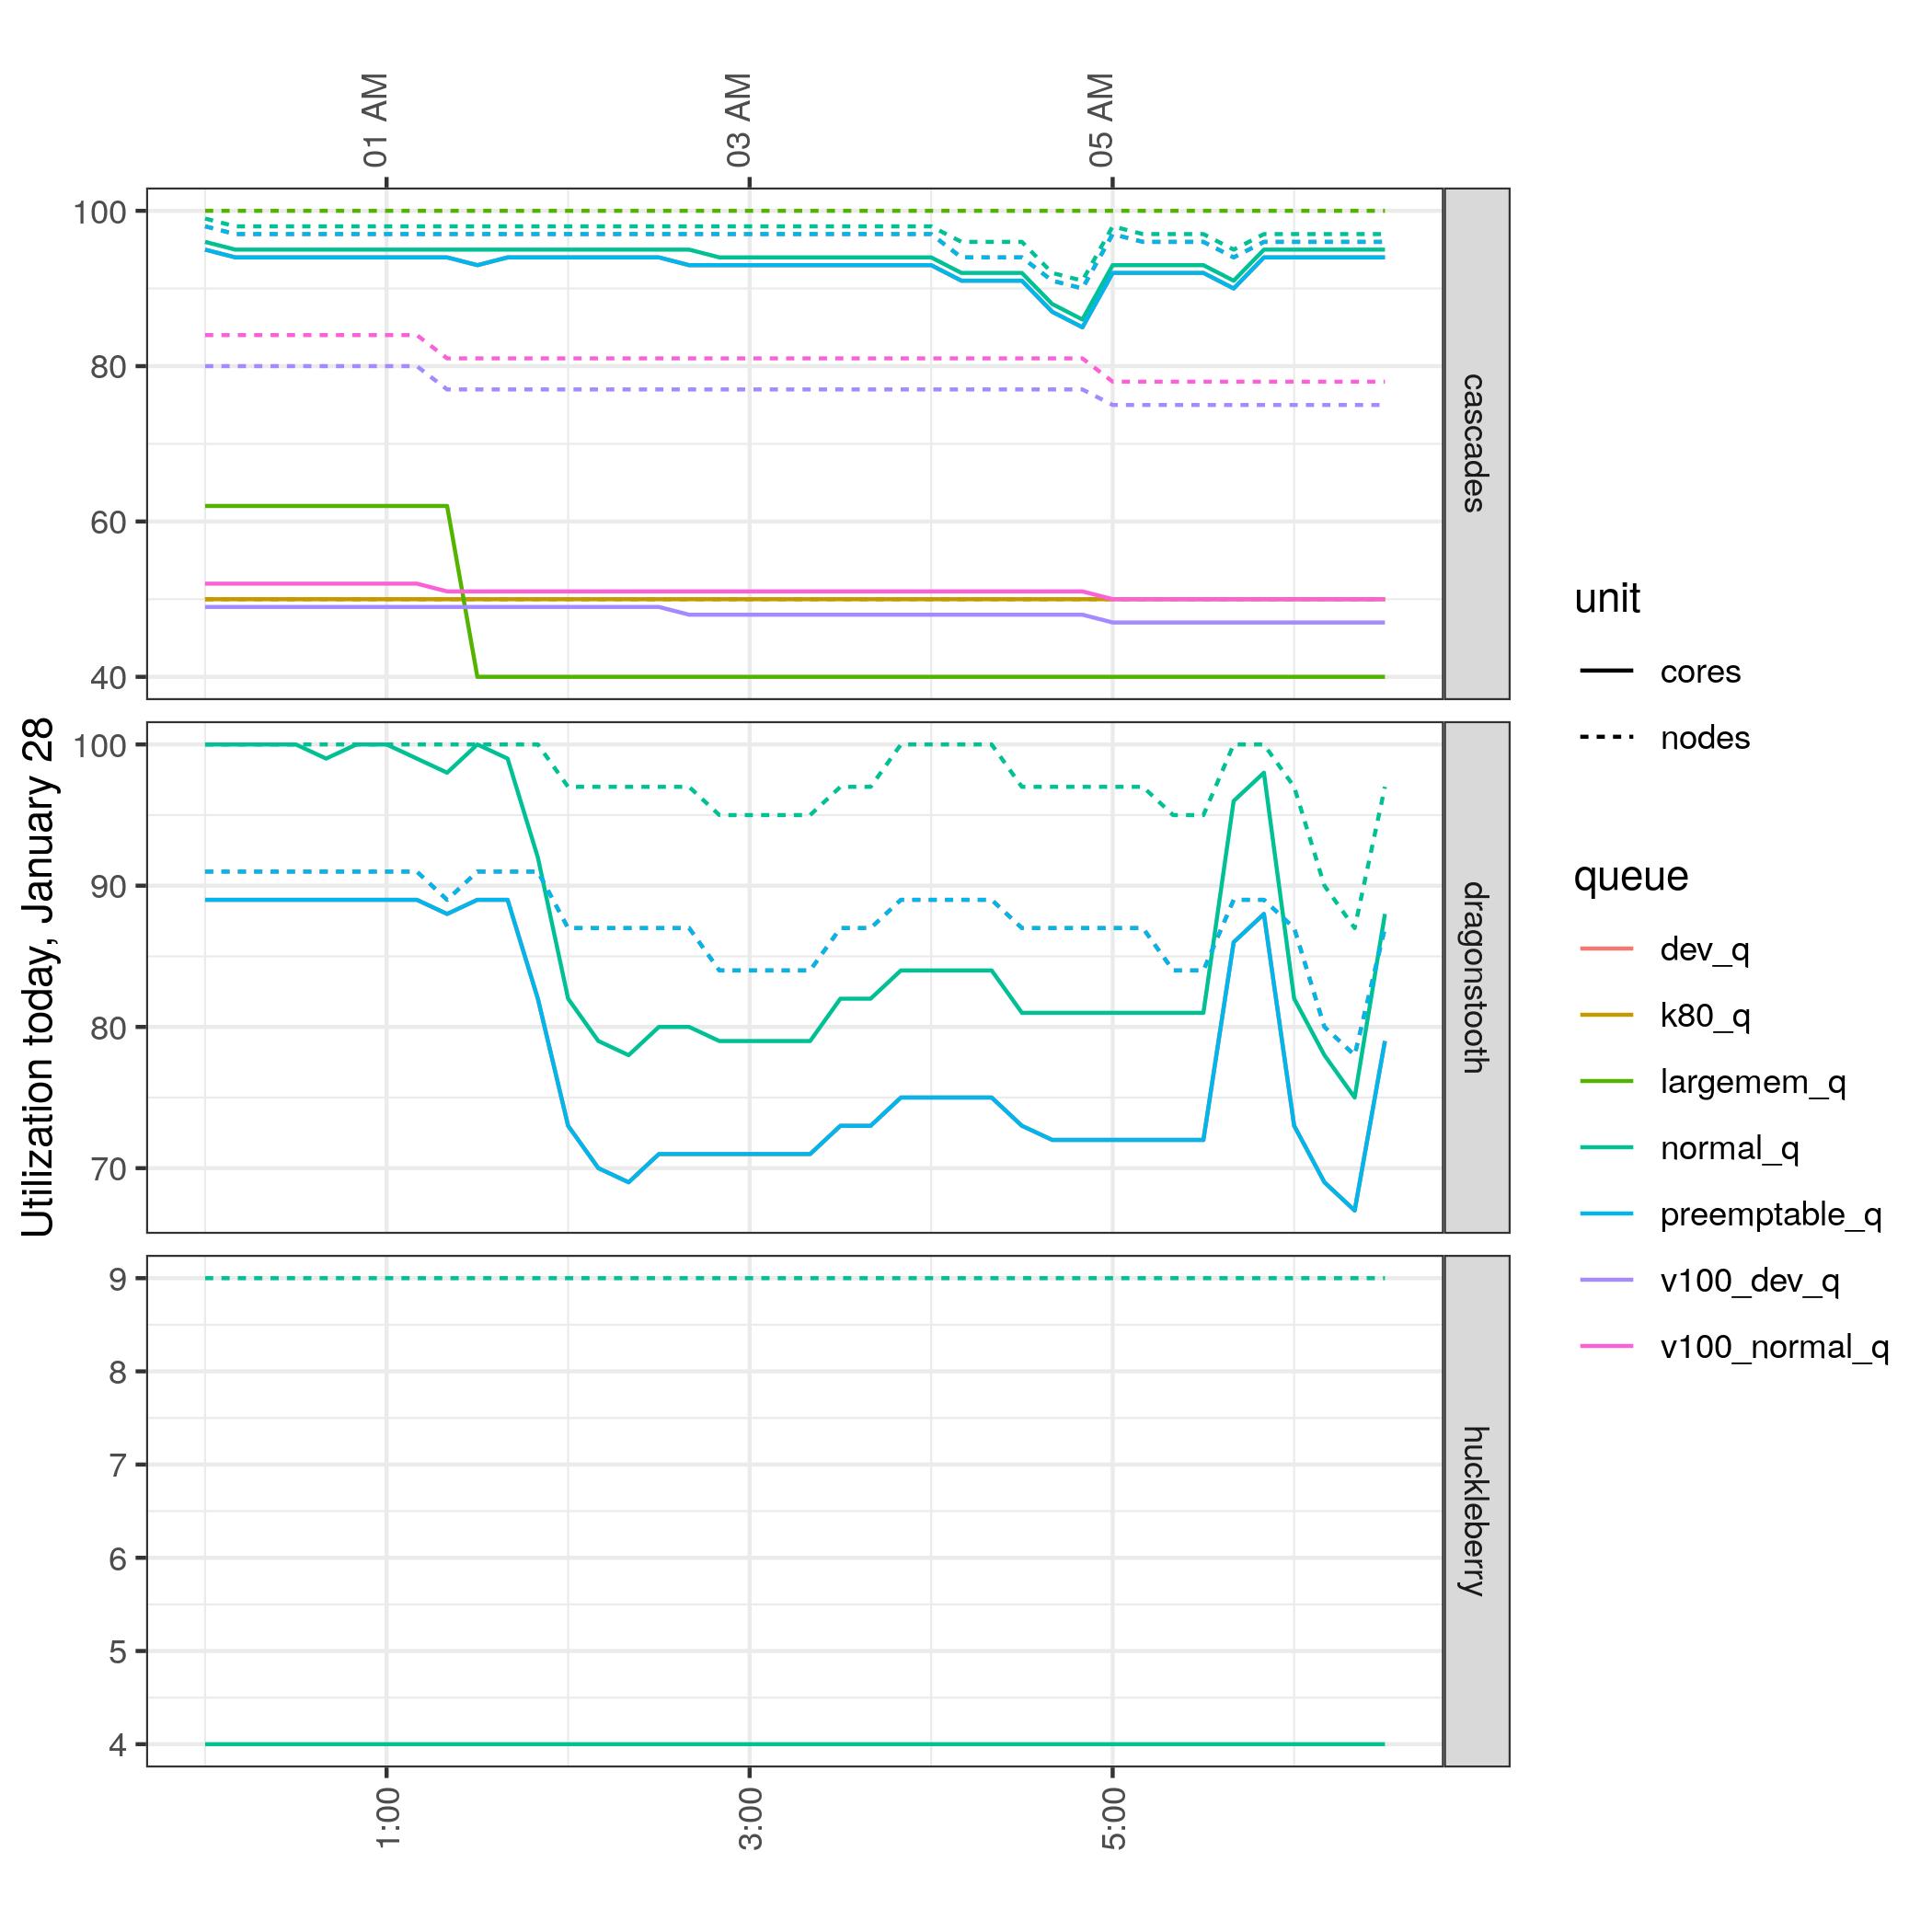 01 AM
03 AM
05 AM
Utilization today, January 28
100
80
60
40
cascades
100
90
80
70
dragonstooth
9
8
7
6
5
4
huckleberry
1:00
3:00
5:00
unit
cores
nodes
queue
dev_q
k80_q
largemem_q
normal_q
preemptable_q
v100_dev_q
v100_normal_q